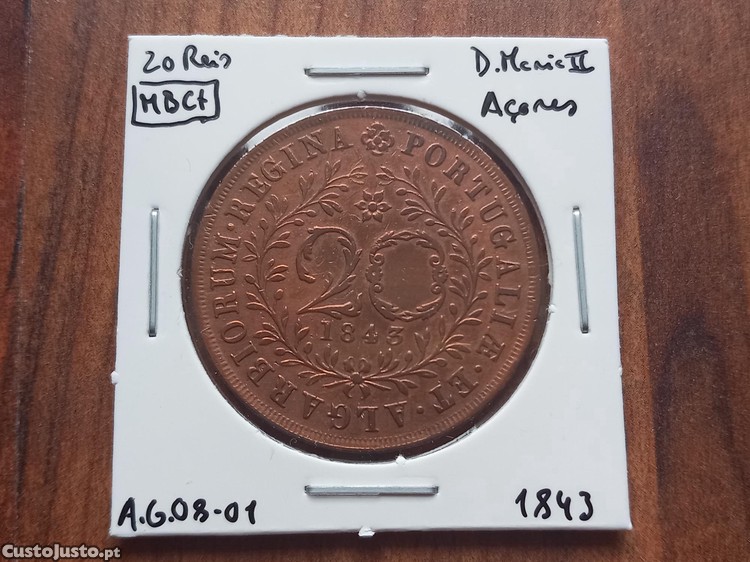 20 Reis
MBC+
D. Maria II
Açores
PORTUGALIÆ · ET · ALGARBIORUM · REGINA
20
1843
A.G.08-01
1843
CustoJusto.pt